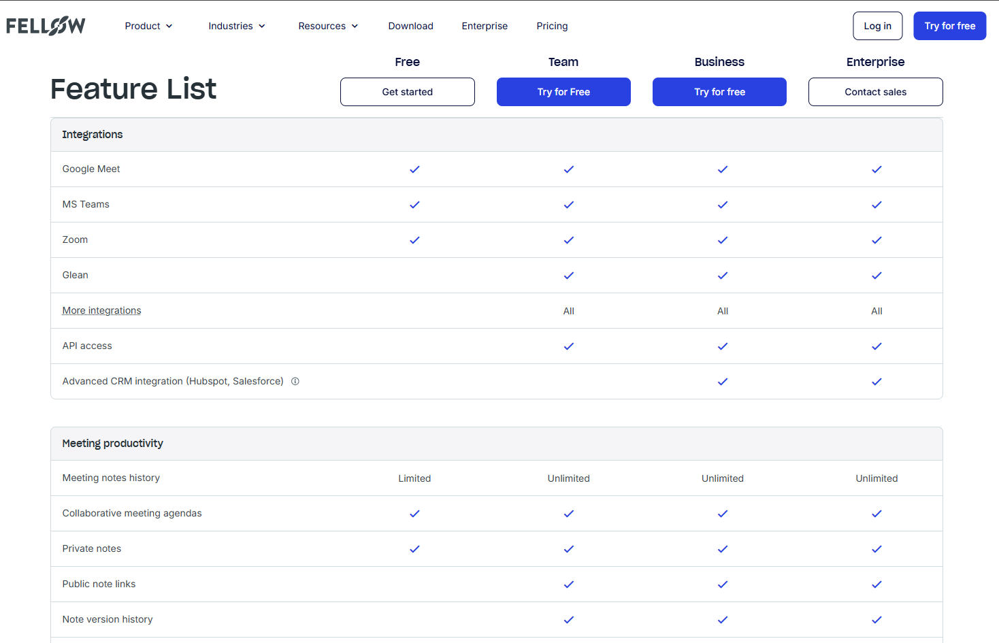 FELLOW Product Industries Resources Download Enterprise Pricing Log in Try for free
Free Team Business Enterprise
Feature List Get started Try for Free Try for free Contact sales
Integrations
Google Meet
MS Teams
Zoom
Glean
More integrations All All All
API access
Advanced CRM integration (Hubspot, Salesforce)
Meeting productivity
Meeting notes history Limited Unlimited Unlimited Unlimited
Collaborative meeting agendas
Private notes
Public note links
Note version history